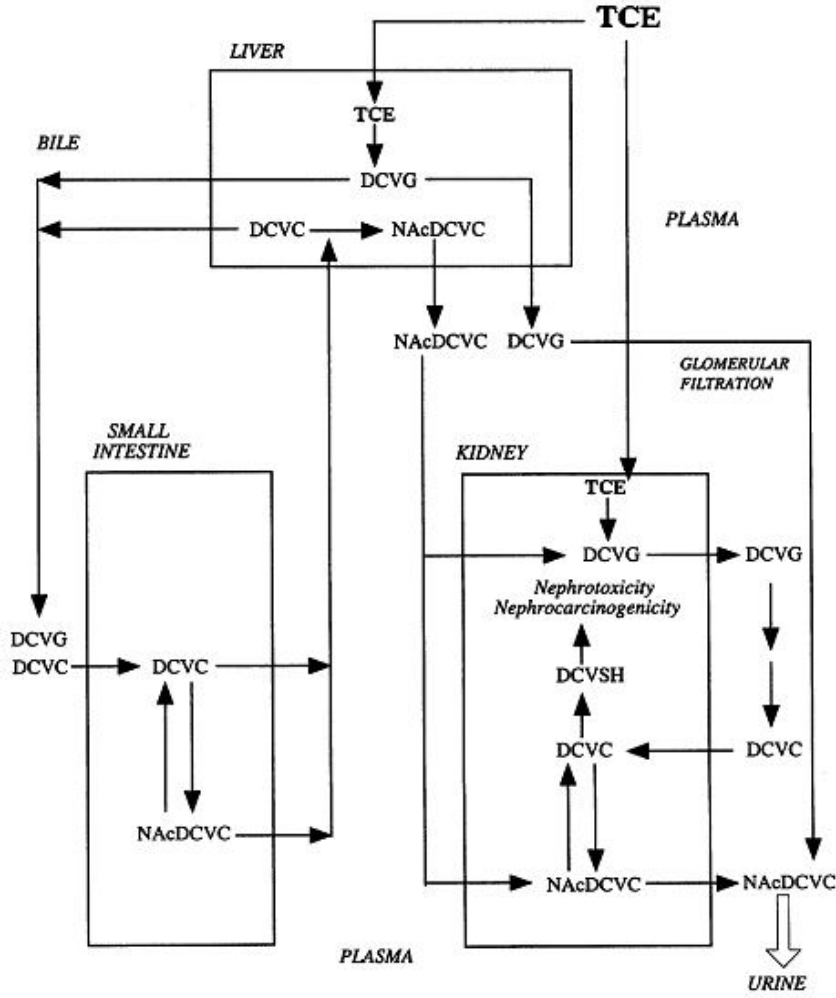 TCE
LIVER
TCE
BILE
DCVG
PLASMA
DCVC NAcDCVC
NAcDCVC DCVG
GLOMERULAR
FILTRATION
SMALL
INTESTINE
KIDNEY
TCE
DCVG DCVG
Nephrotoxicity
Nephrocarcinogenicity
DCVG
DCVC DCVC
DCVSH
DCVC DCVC
NAcDCVC
NAcDCVC NAcDCVC
PLASMA
URINE